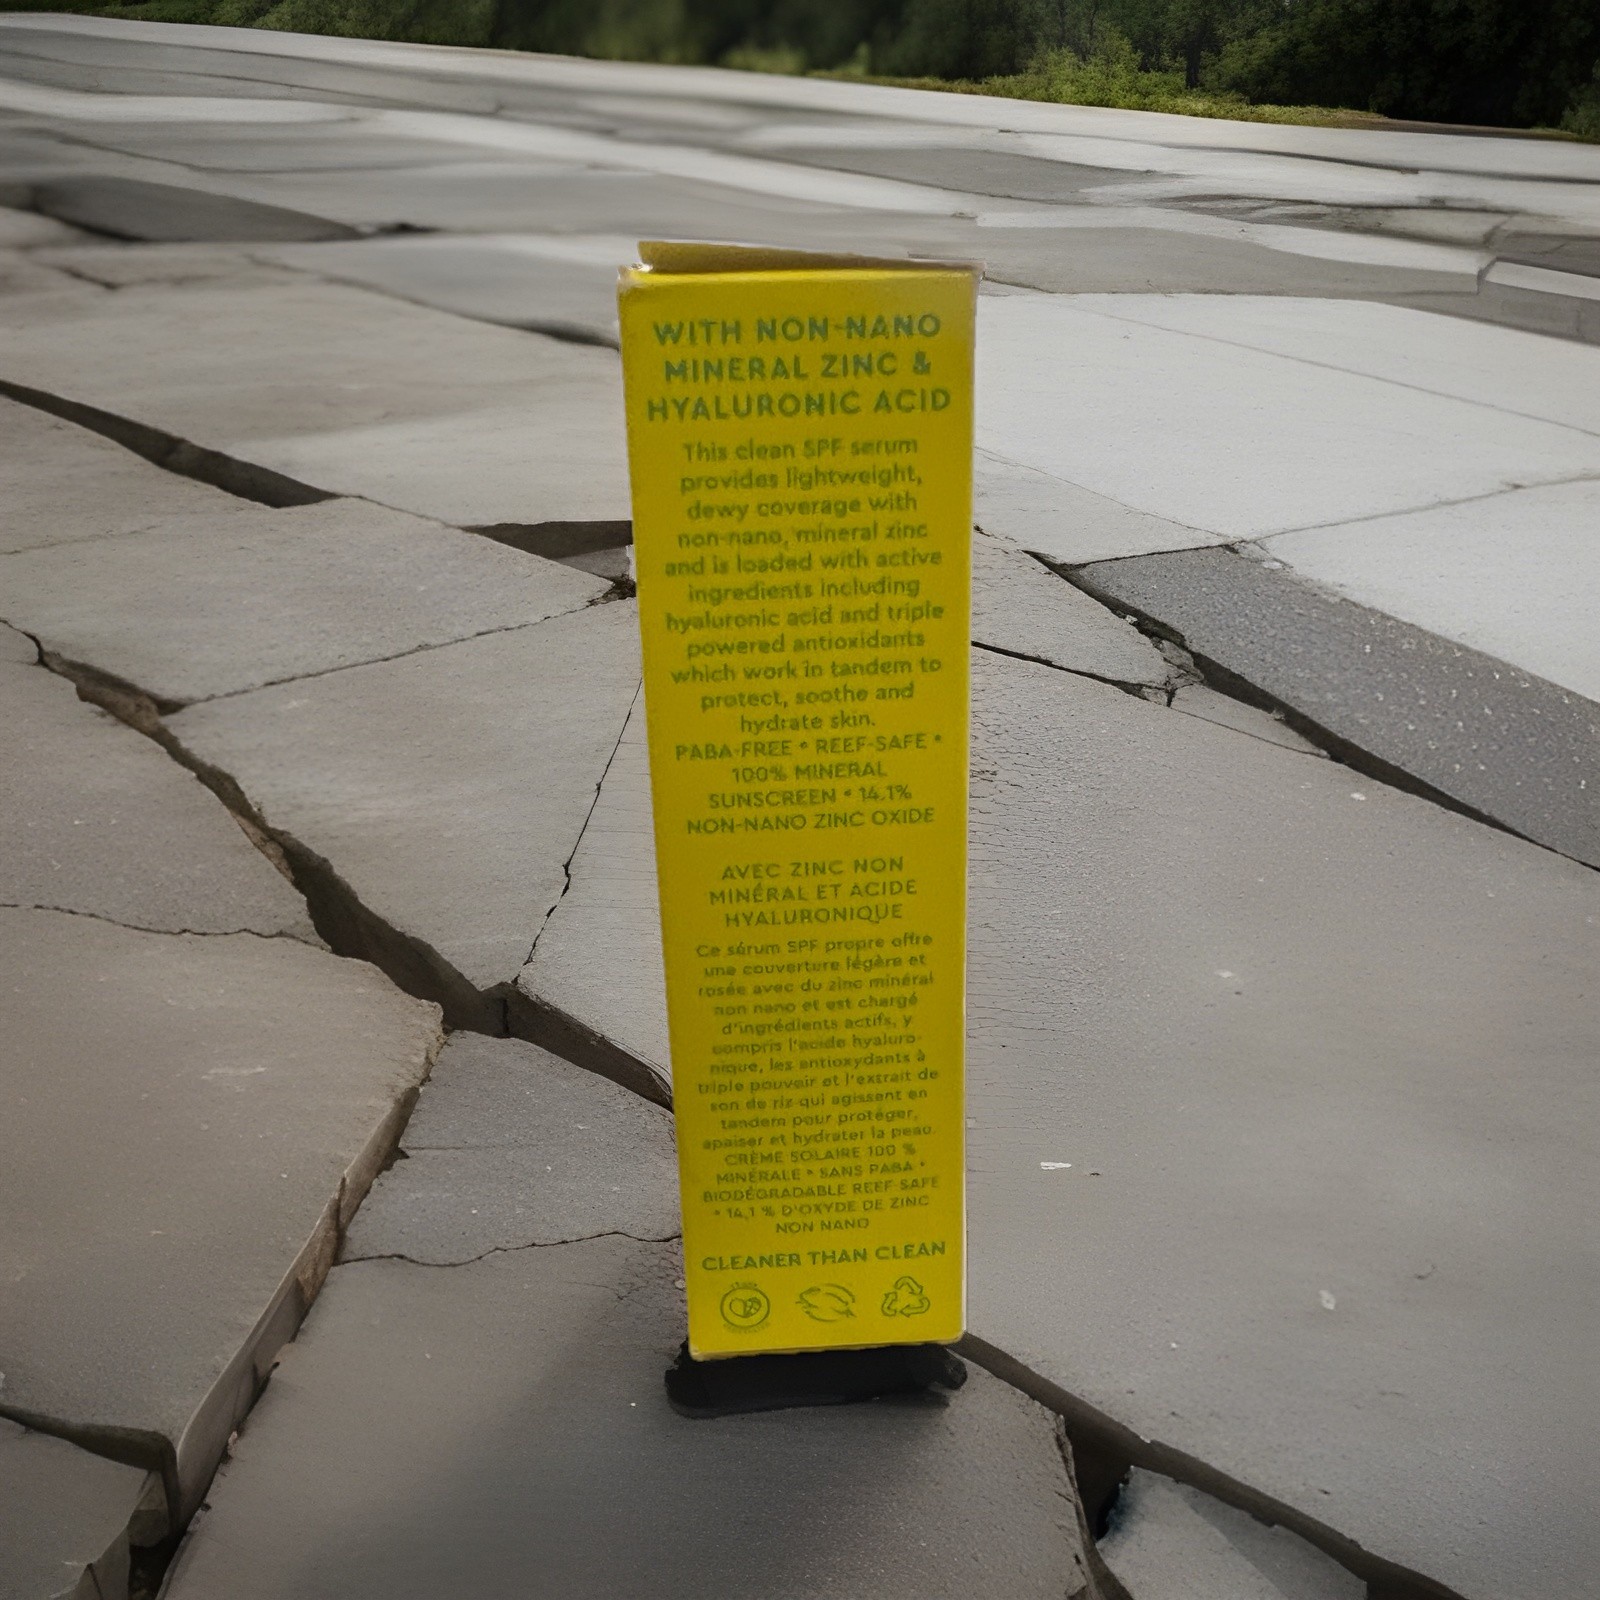 WITH NON-NANO
MINERAL ZINC &
HYALURONIC ACID
This clean SPF serum
provides lightweight,
dewy coverage with
non-nano, mineral zinc
and is loaded with active
ingredients including
hyaluronic acid and triple
powered antioxidants
which work in tandem to
protect, soothe and
hydrate skin.
PABA-FREE • REEF-SAFE •
100% MINERAL
SUNSCREEN • 14.1%
NON-NANO ZINC OXIDE
AVEC ZINC NON
MINÉRAL ET ACIDE
HYALURONIQUE
Ce sérum SPF propre offre
une couverture légère et
rosée avec du zinc minéral
non nano et est chargé
d'ingrédients actifs, y
compris l'acide hyaluro-
nique, les antioxydants à
triple pouvoir et l'extrait de
son de riz qui agissent en
tandem pour protéger,
apaiser et hydrater la peau.
CRÈME SOLAIRE 100 %
MINÉRALE • SANS PABA •
BIODÉGRADABLE REEF SAFE
• 14,1 % D'OXYDE DE ZINC
NON NANO
CLEANER THAN CLEAN